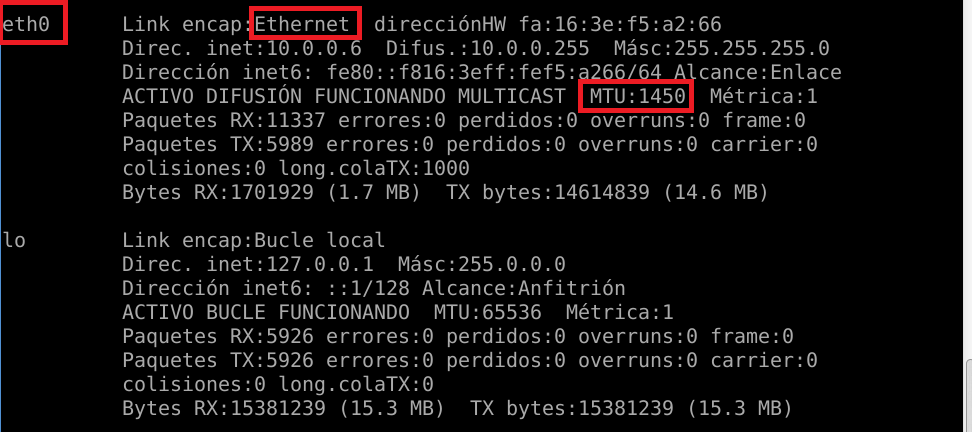 eth0 Link encap:Ethernet direcciónHW fa:16:3e:f5:a2:66
Direc. inet:10.0.0.6 Difus.:10.0.0.255 Másc:255.255.255.0
Dirección inet6: fe80::f816:3eff:fef5:a266/64 Alcance:Enlace
ACTIVO DIFUSIÓN FUNCIONANDO MULTICAST MTU:1450 Métrica:1
Paquetes RX:11337 errores:0 perdidos:0 overruns:0 frame:0
Paquetes TX:5989 errores:0 perdidos:0 overruns:0 carrier:0
colisiones:0 long.colaTX:1000
Bytes RX:1701929 (1.7 MB) TX bytes:14614839 (14.6 MB)
lo Link encap:Bucle local
Direc. inet:127.0.0.1 Másc:255.0.0.0
Dirección inet6: ::1/128 Alcance:Anfitrión
ACTIVO BUCLE FUNCIONANDO MTU:65536 Métrica:1
Paquetes RX:5926 errores:0 perdidos:0 overruns:0 frame:0
Paquetes TX:5926 errores:0 perdidos:0 overruns:0 carrier:0
colisiones:0 long.colaTX:0
Bytes RX:15381239 (15.3 MB) TX bytes:15381239 (15.3 MB)